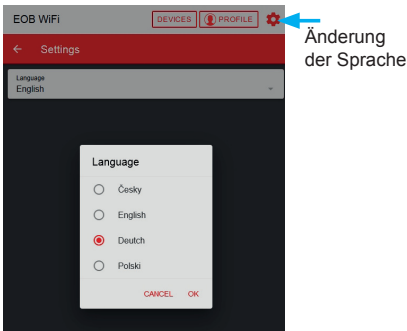 EOB WiFi
DEVICES
PROFILE
Änderung
der Sprache
Settings
Language
English
Language
Česky
English
Deutch
Polski
CANCEL OK